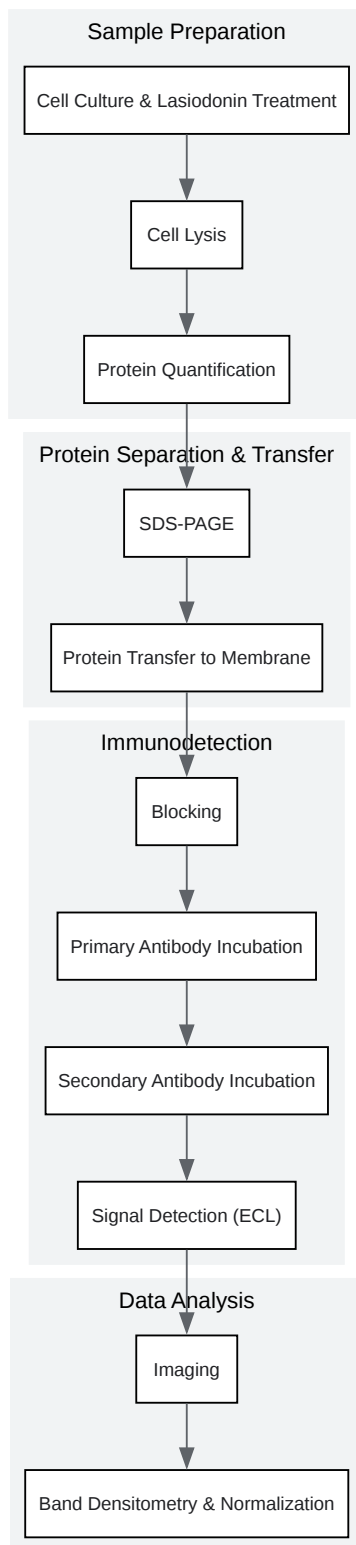 Sample Preparation
Cell Culture & Lasiodonin Treatment
Cell Lysis
Protein Quantification
Protein Separation & Transfer
SDS-PAGE
Protein Transfer to Membrane
Immunodetection
Blocking
Primary Antibody Incubation
Secondary Antibody Incubation
Signal Detection (ECL)
Data Analysis
Imaging
Band Densitometry & Normalization